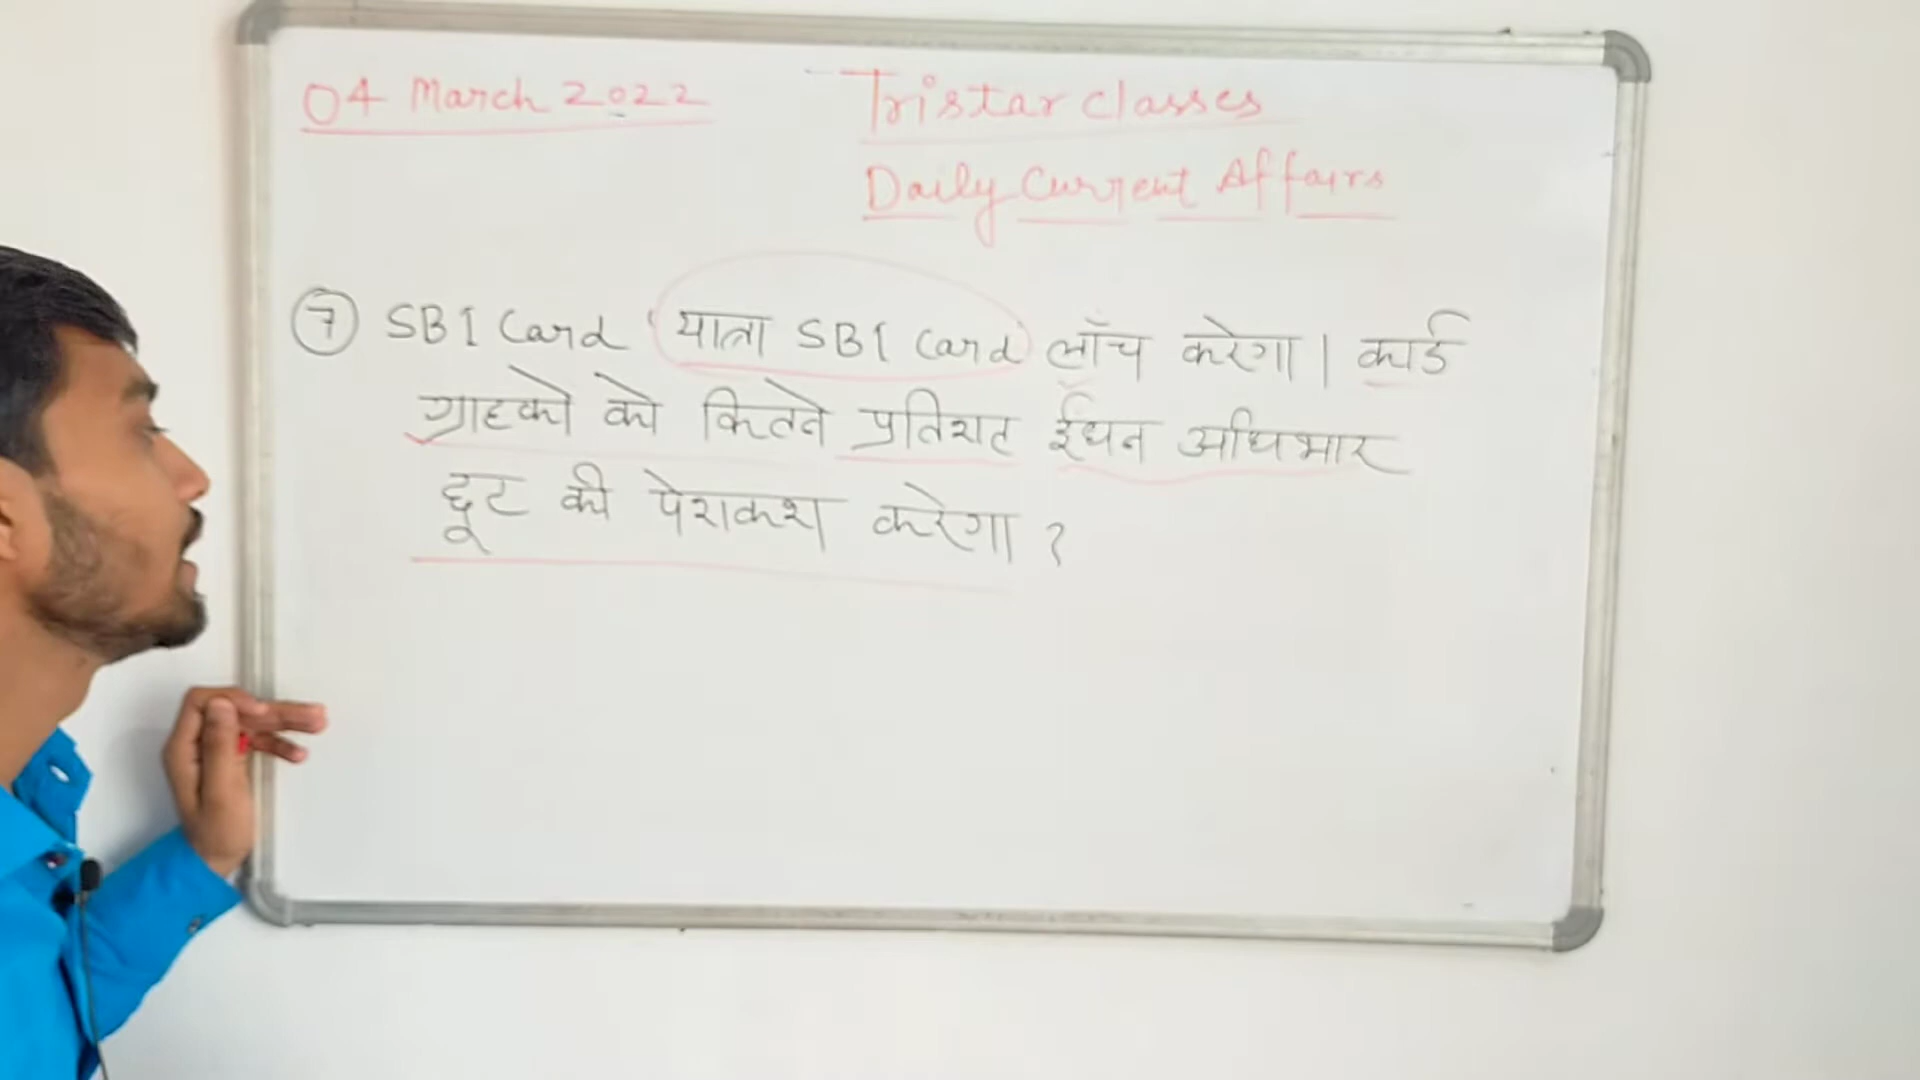 04 March 2022
Tristar Classes
Daily Current Affairs
7 SBI Card 'यात्रा SBI Card' लॉंच करेगा। कार्ड
ग्राहको को कितने प्रतिशत ईंधन अधिभार
छूट की पेशकश करेगा ?